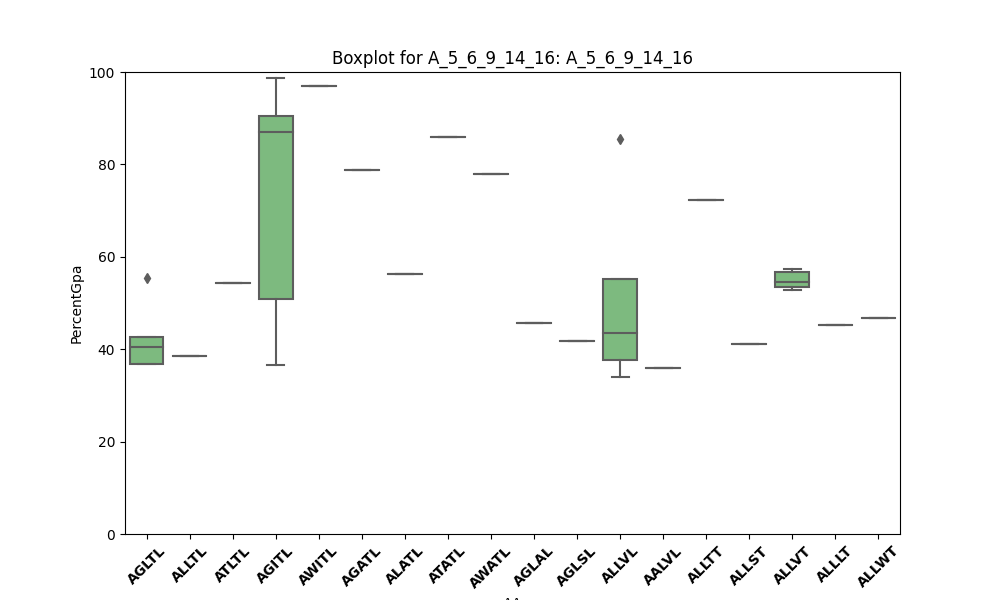 Boxplot for A_5_6_9_14_16: A_5_6_9_14_16
100
80
60
40
20
0
PercentGpa
AGLTL ALLTL ATLTL AGITL AWITL AGATL ALATL ATATL AWATL AGLAL AGLSL ALLVL AALVL ALLTT ALLST ALLVT ALLLT ALLWT